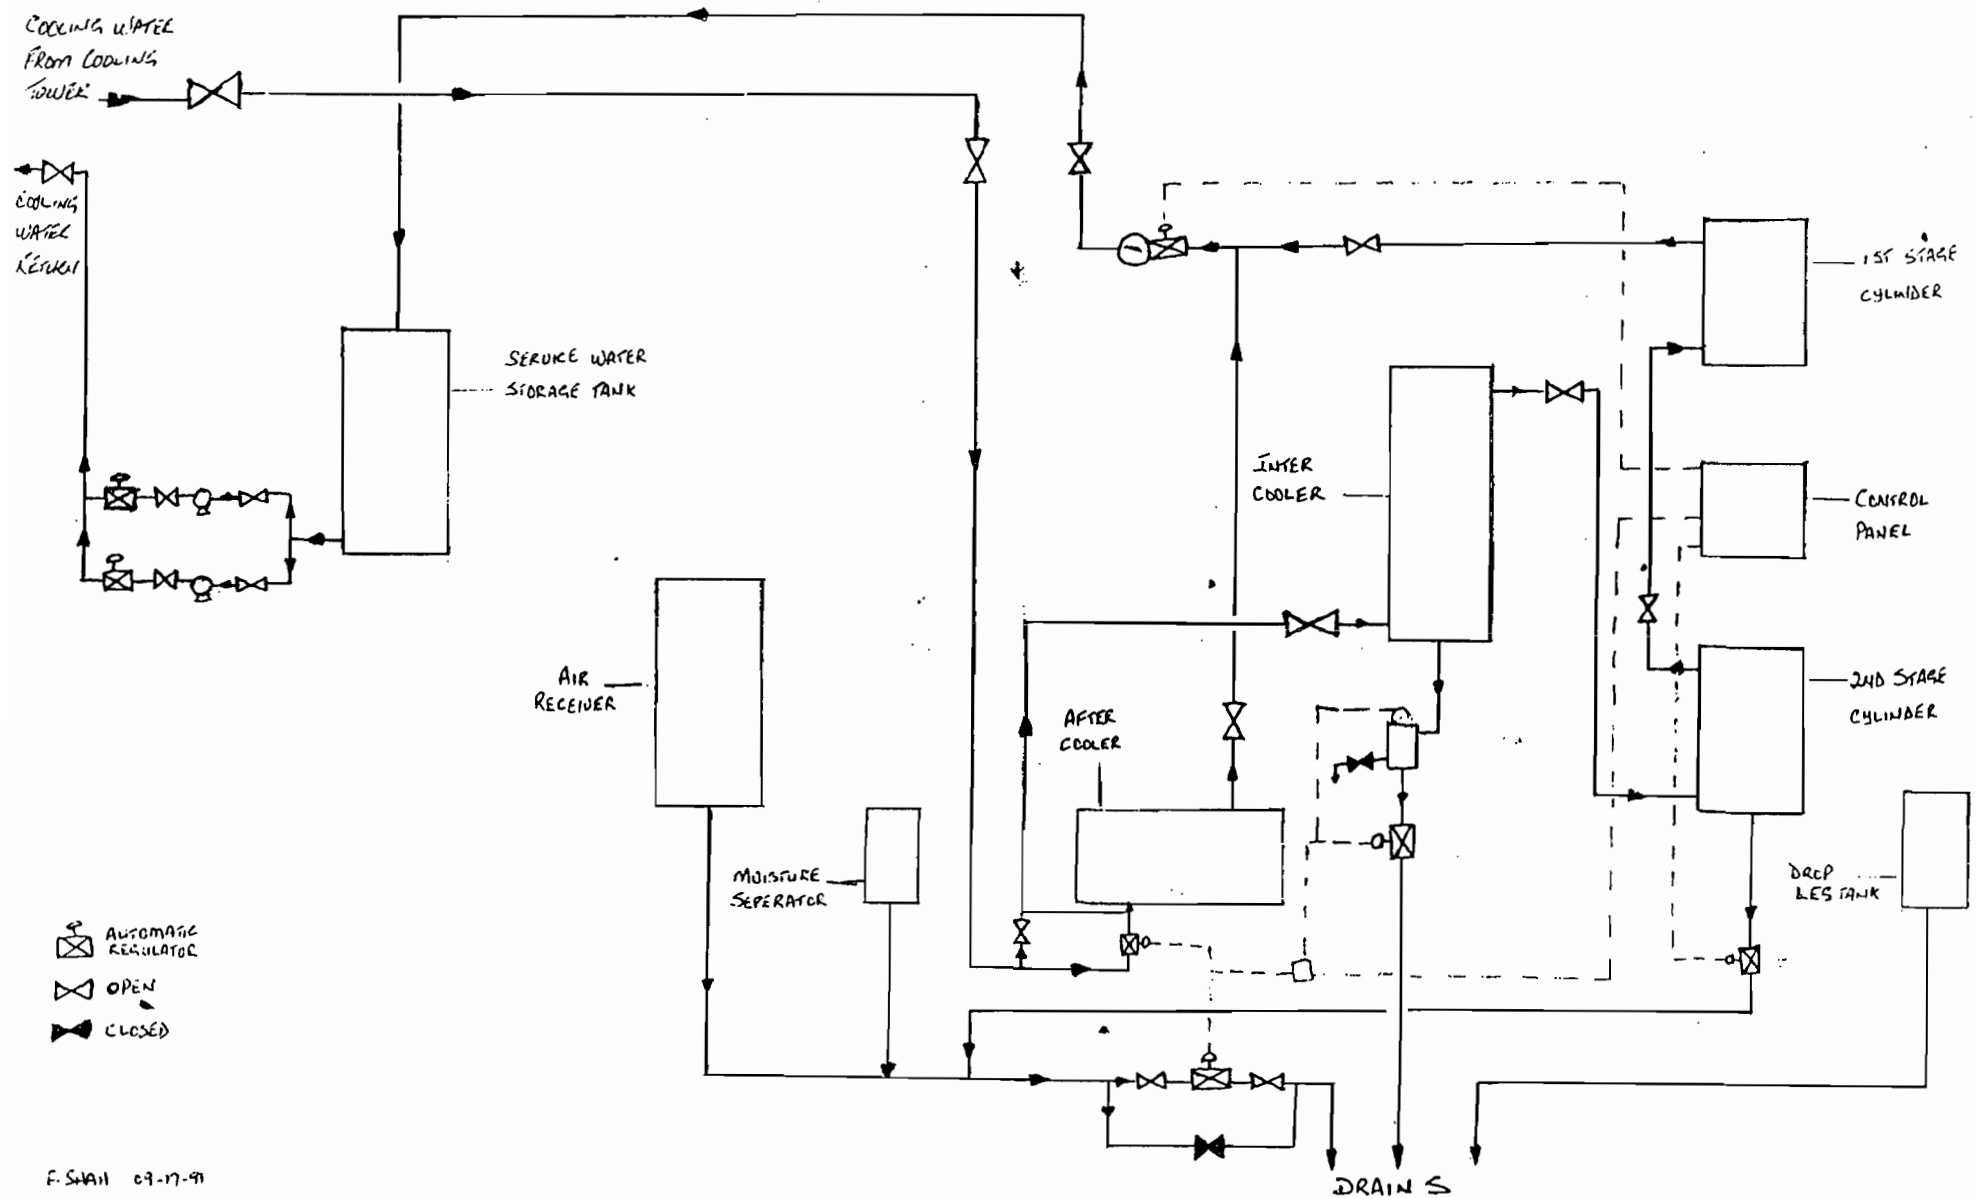 COOLING WATER
FROM COOLING
TOWER
COOLING
WATER
RETURN
SERVICE WATER
STORAGE TANK
1ST STAGE
CYLINDER
INTER
COOLER
CONTROL
PANEL
AIR
RECEIVER
AFTER
COOLER
2ND STAGE
CYLINDER
MOISTURE
SEPERATOR
DROP
LES TANK
AUTOMATIC
REGULATOR
OPEN
CLOSED
F. SHAH 09-17-91
DRAINS